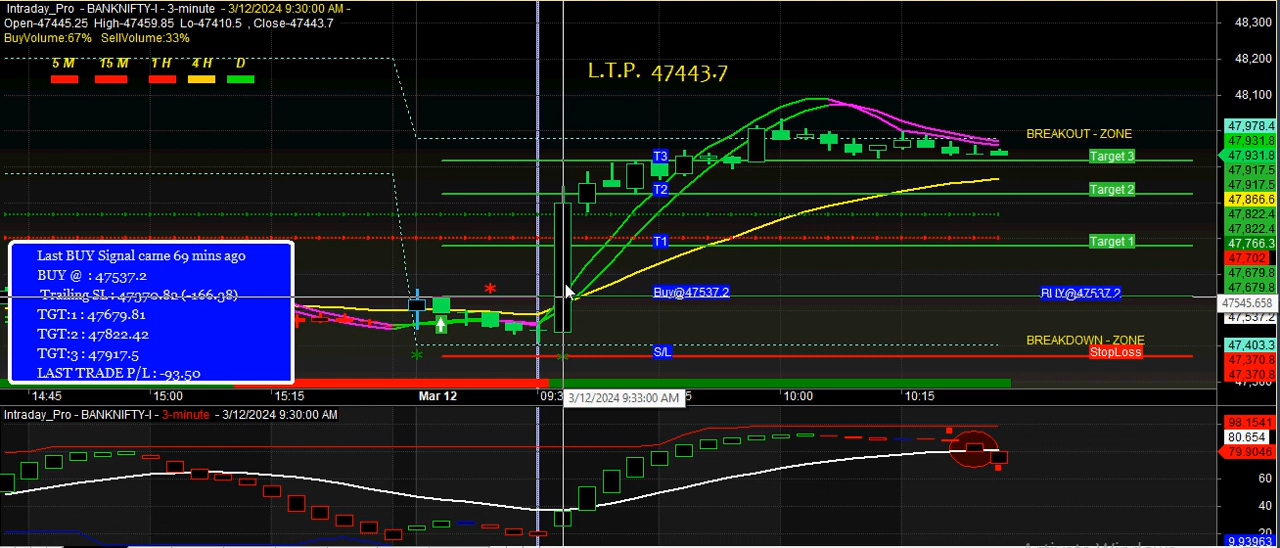 Intraday_Pro - BANKNIFTY-I - 3-minute - 3/12/2024 9:30:00 AM -
Open-47445.25 High-47459.85 Lo-47410.5 , Close-47443.7
BuyVolume:67% SellVolume:33%
5 M 15 M 1 H 4 H D
L.T.P. 47443.7
48,300
48,200
48,100
BREAKOUT - ZONE
47,978.4
47,931.8
47,931.8
47,917.5
47,917.5
47,866.6
47,822.4
47,822.4
47,766.3
47,702
47,679.8
47,679.8
47545.658
47,537.2
47,403.3
47,370.8
47,370.8
T3 Target 3
T2 Target 2
T1 Target 1
Buy@47537.2 BUY@47537.2
BREAKDOWN - ZONE
S/L StopLoss
Last BUY Signal came 69 mins ago
BUY @ : 47537.2
Trailing SL : 47370.82 (-166.38)
TGT:1 : 47679.81
TGT:2 : 47822.42
TGT:3 : 47917.5
LAST TRADE P/L : -93.50
14:45 15:00 15:15 Mar 12 3/12/2024 9:33:00 AM 10:00 10:15
Intraday_Pro - BANKNIFTY-I - 3-minute - 3/12/2024 9:30:00 AM
98.1541
80.654
79.9046
60
40
20
9.93963